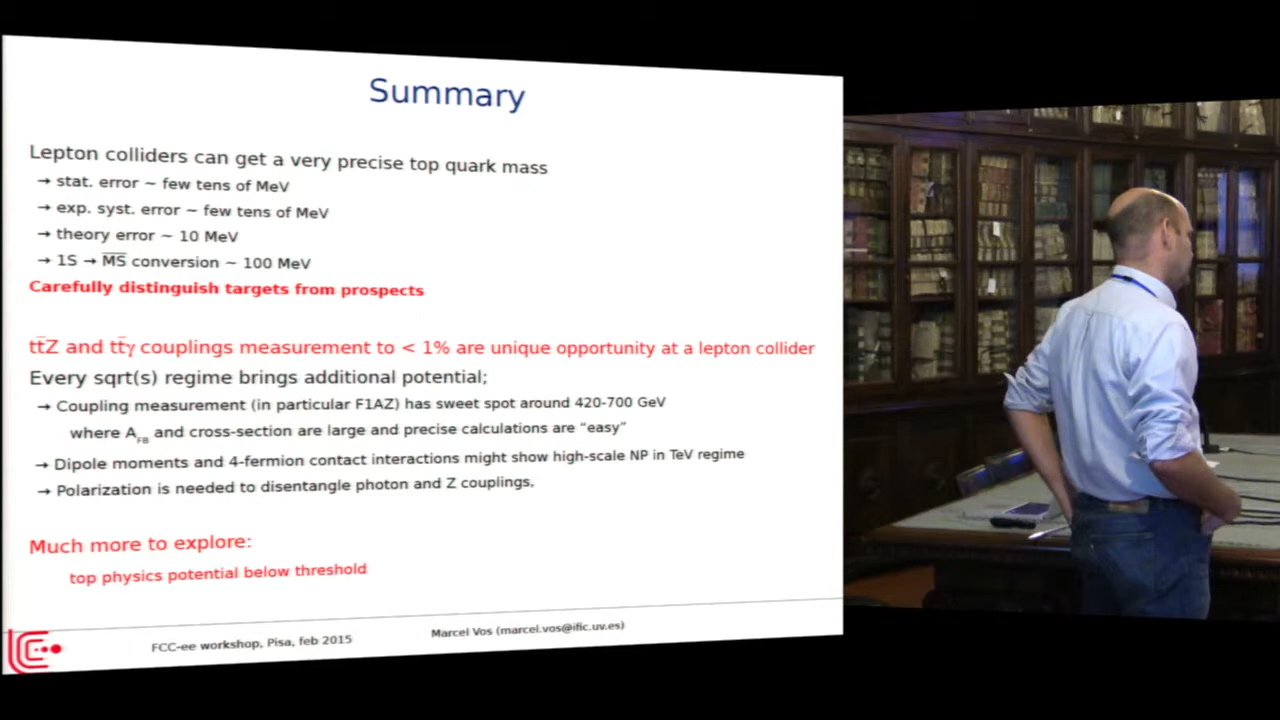 Summary
Lepton colliders can get a very precise top quark mass
→ stat. error ~ few tens of MeV
→ exp. syst. error ~ few tens of MeV
→ theory error ~ 10 MeV
→ 1S → M̅S̅ conversion ~ 100 MeV
Carefully distinguish targets from prospects
tt̅Z and tt̅γ couplings measurement to < 1% are unique opportunity at a lepton collider
Every sqrt(s) regime brings additional potential;
→ Coupling measurement (in particular F1AZ) has sweet spot around 420-700 GeV
where A_FB and cross-section are large and precise calculations are “easy”
→ Dipole moments and 4-fermion contact interactions might show high-scale NP in TeV regime
→ Polarization is needed to disentangle photon and Z couplings.
Much more to explore:
top physics potential below threshold
FCC-ee workshop, Pisa, feb 2015 Marcel Vos (marcel.vos@ific.uv.es)